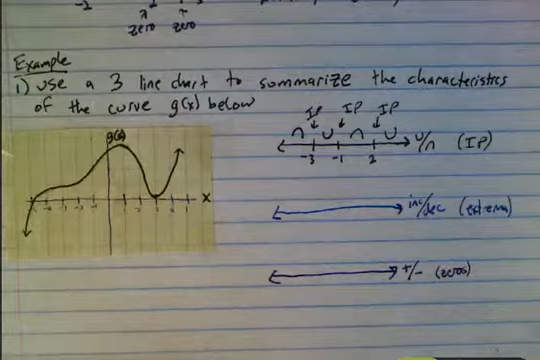 -2
zero zero
Example
1) use a 3 line chart to summarize the characteristics
of the curve g(x) below
IP IP IP
∩ ∪ ∩ ∪ ∪/∩ (IP)
-3 -1 2
g(x)
x
inc/dec (extrema)
+/- (zeros)